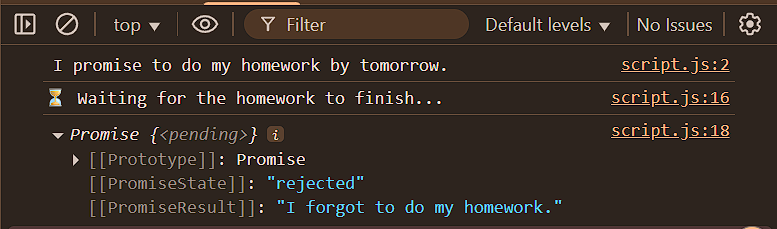 top ▼ Filter Default levels ▼ No Issues
I promise to do my homework by tomorrow. script.js:2
⌛ Waiting for the homework to finish... script.js:16
▼ Promise {<pending>} i script.js:18
▶ [[Prototype]]: Promise
[[PromiseState]]: "rejected"
[[PromiseResult]]: "I forgot to do my homework."